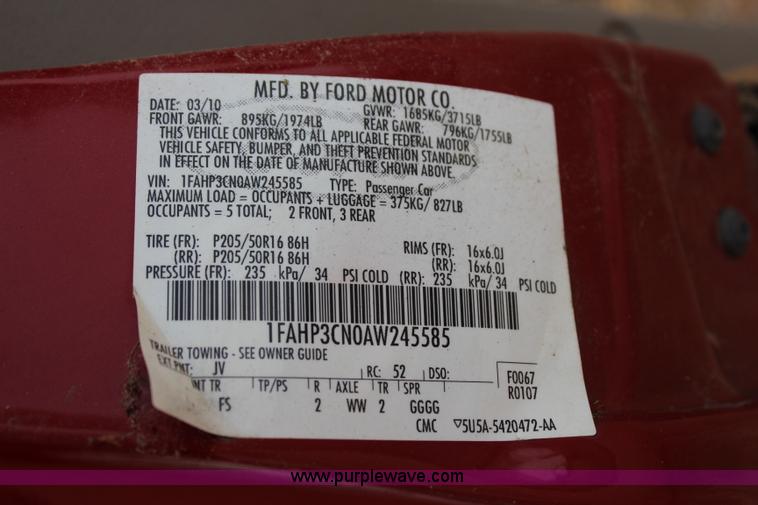 MFD. BY FORD MOTOR CO.
DATE: 03/10 GVWR: 1685KG/3715LB
FRONT GAWR: 895KG/1974LB REAR GAWR: 796KG/1755LB
THIS VEHICLE CONFORMS TO ALL APPLICABLE FEDERAL MOTOR
VEHICLE SAFETY, BUMPER, AND THEFT PREVENTION STANDARDS
IN EFFECT ON THE DATE OF MANUFACTURE SHOWN ABOVE.
VIN: 1FAHP3CN0AW245585 TYPE: Passenger Car
MAXIMUM LOAD = OCCUPANTS + LUGGAGE = 375KG/ 827LB
OCCUPANTS = 5 TOTAL; 2 FRONT, 3 REAR
TIRE (FR): P205/50R16 86H RIMS (FR): 16x6.0J
(RR): P205/50R16 86H (RR): 16x6.0J
PRESSURE (FR): 235 kPa/ 34 PSI COLD (RR): 235 kPa/ 34 PSI COLD
1FAHP3CN0AW245585
TRAILER TOWING - SEE OWNER GUIDE
EXT PNT: JV RC: 52 DSO: F0067
R0107
INT TR TP/PS R AXLE TR SPR
FS 2 WW 2 GGGG
CMC ▽5U5A-5420472-AA
www.purplewave.com